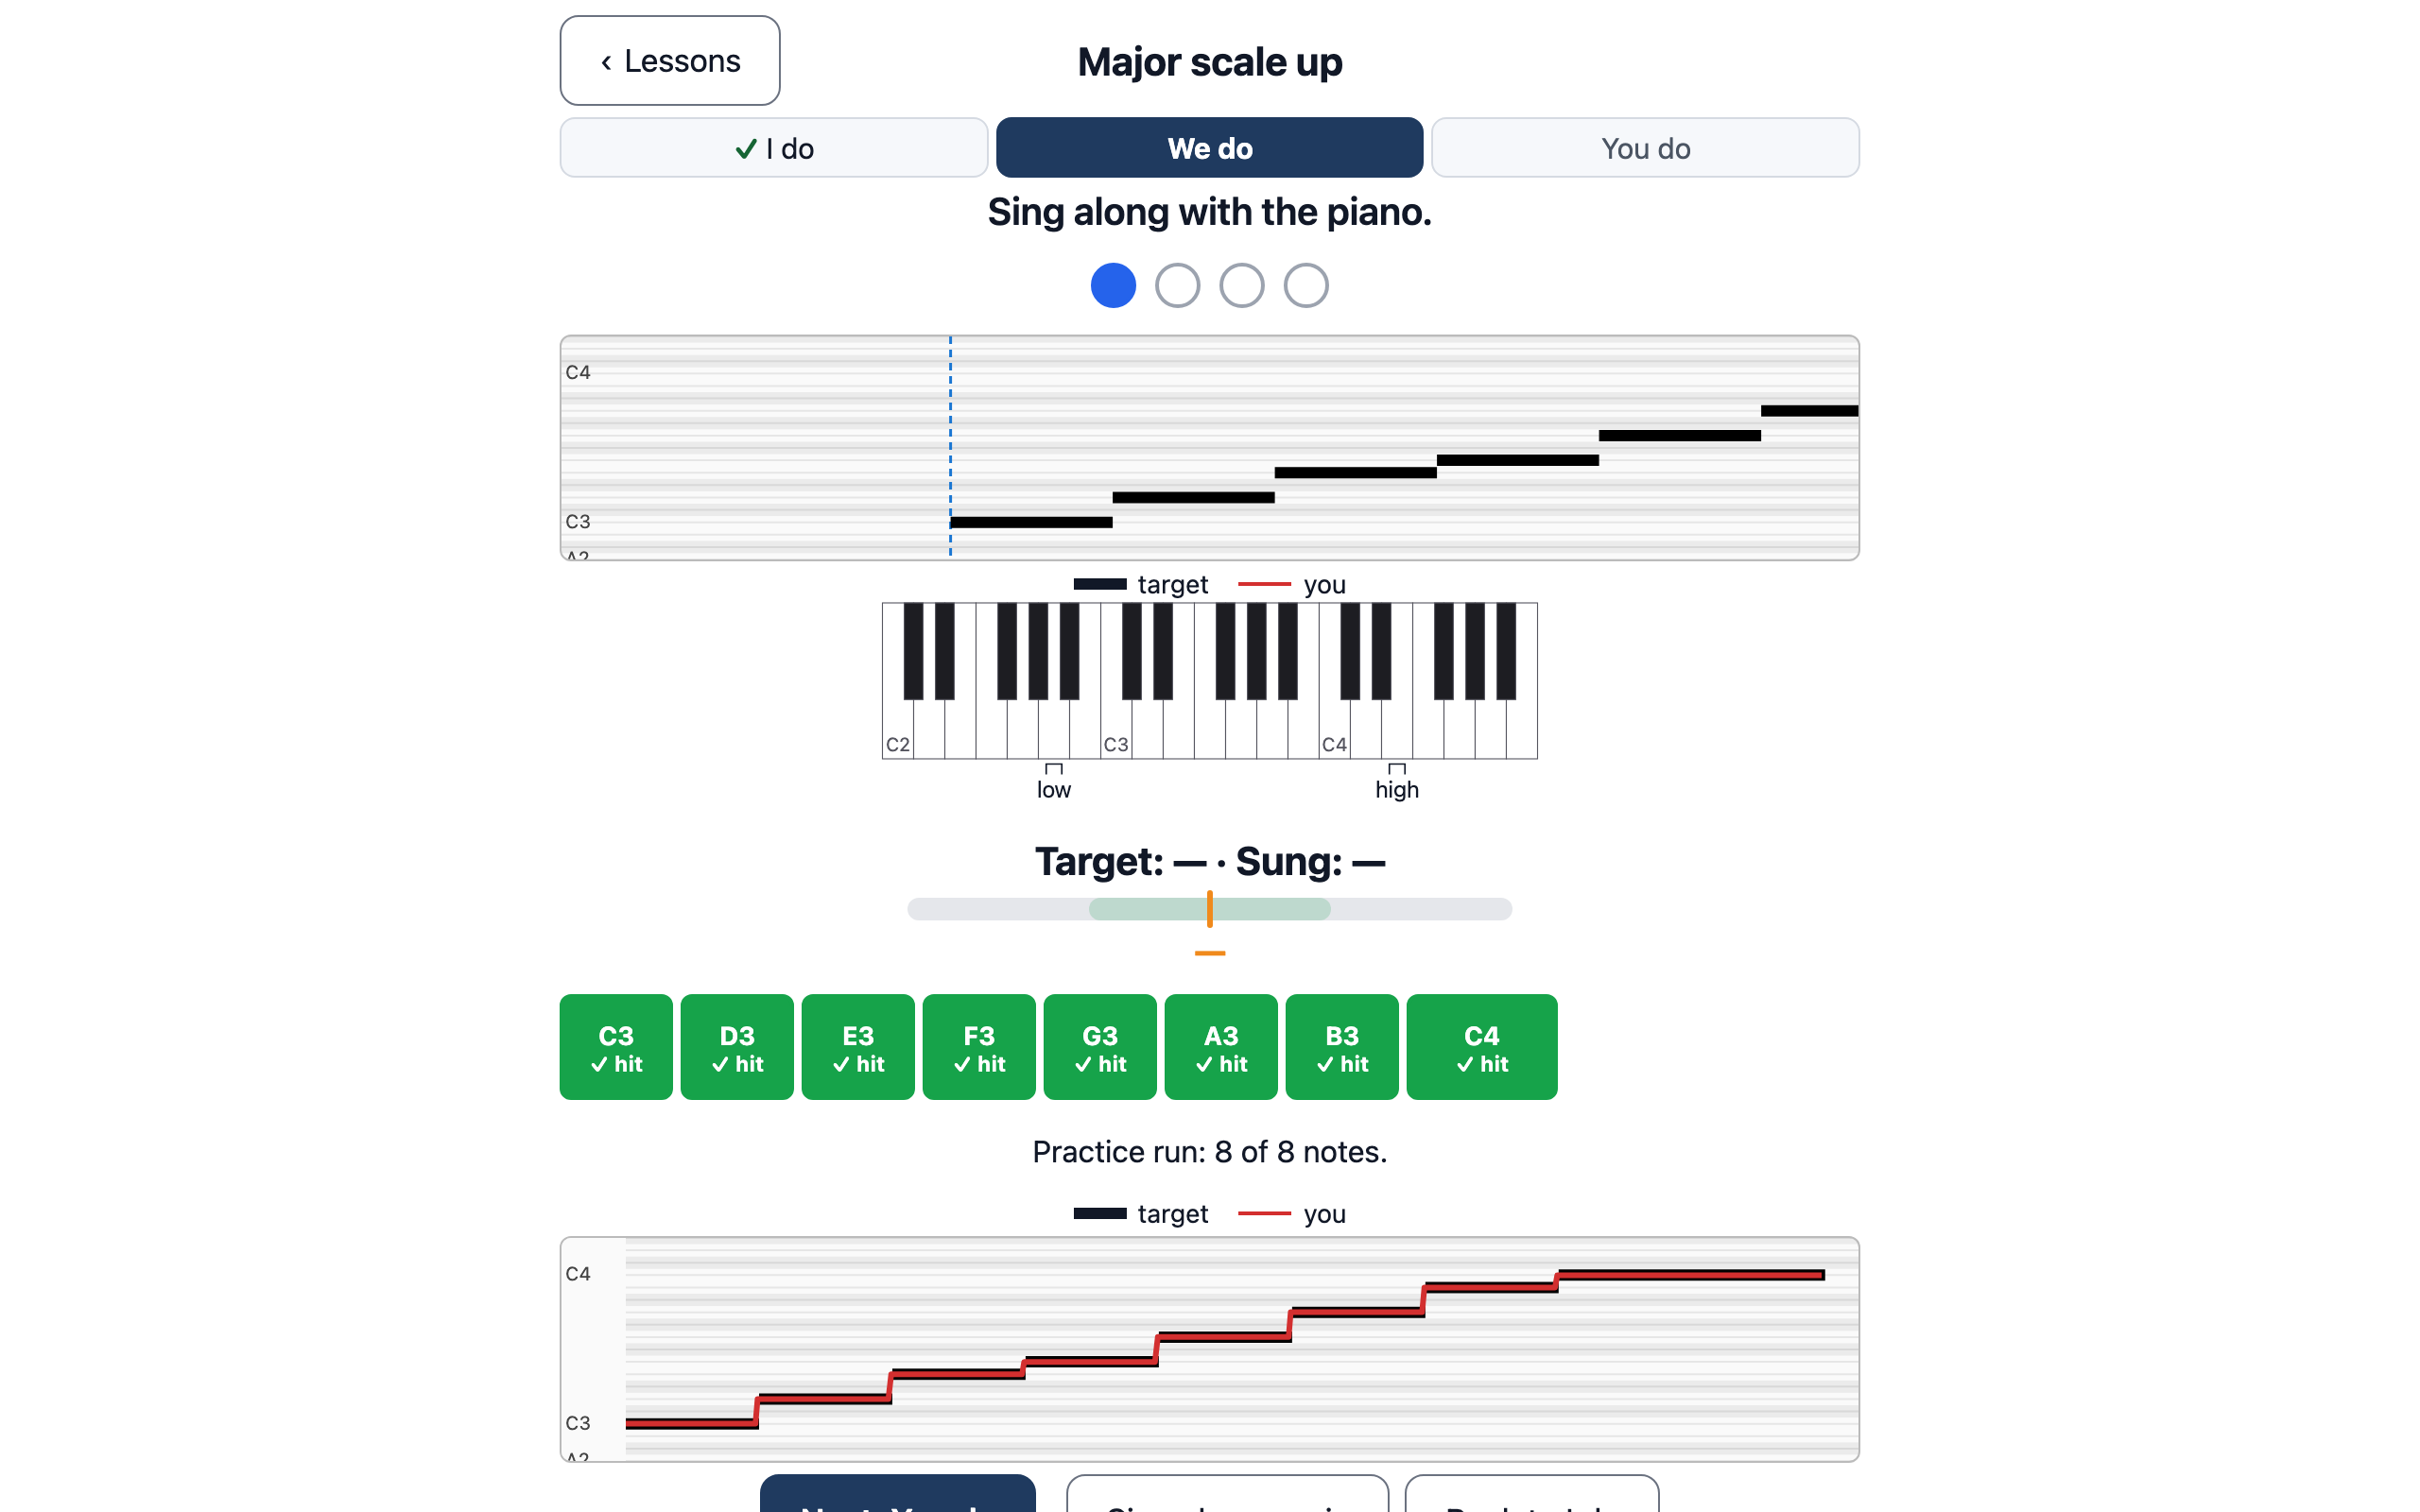 ‹ Lessons
Major scale up
✓ I do
We do
You do
Sing along with the piano.
C4
C3
A2
target you
C2 C3 C4
low high
Target: — · Sung: —
—
C3 D3 E3 F3 G3 A3 B3 C4
✓ hit ✓ hit ✓ hit ✓ hit ✓ hit ✓ hit ✓ hit ✓ hit
Practice run: 8 of 8 notes.
target you
C4
C3
A2